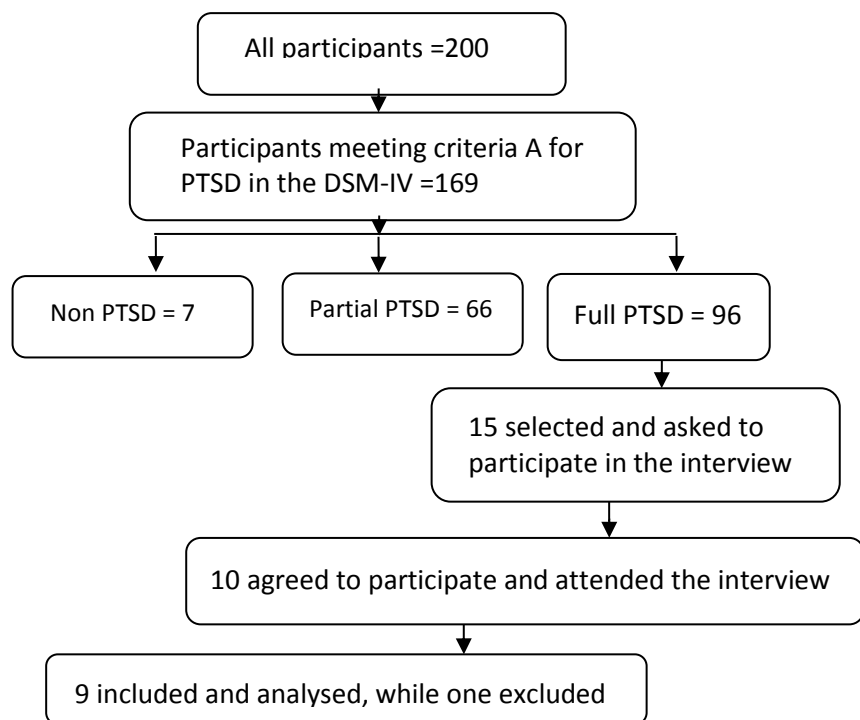 All participants =200
Participants meeting criteria A for
PTSD in the DSM-IV =169
Non PTSD = 7
Partial PTSD = 66
Full PTSD = 96
15 selected and asked to
participate in the interview
10 agreed to participate and attended the interview
9 included and analysed, while one excluded